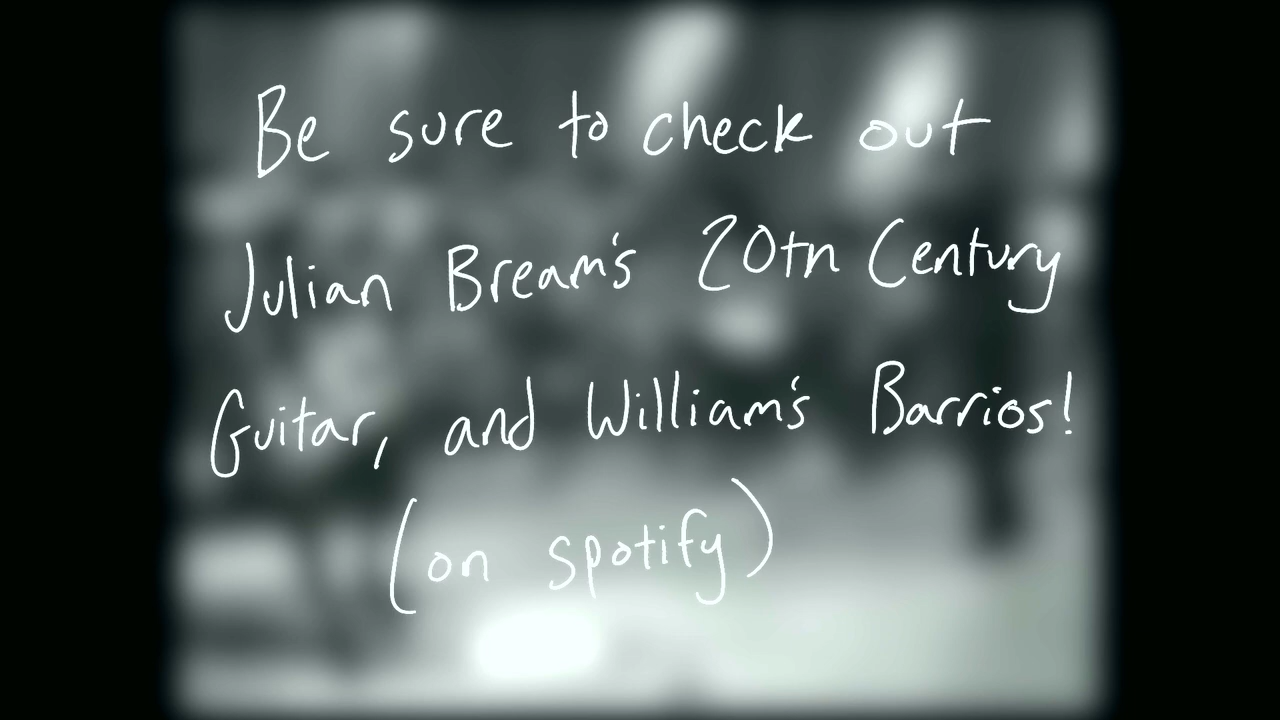 Be sure to check out
Julian Bream's 20th Century
Guitar, and William's Barrios!
(on spotify)